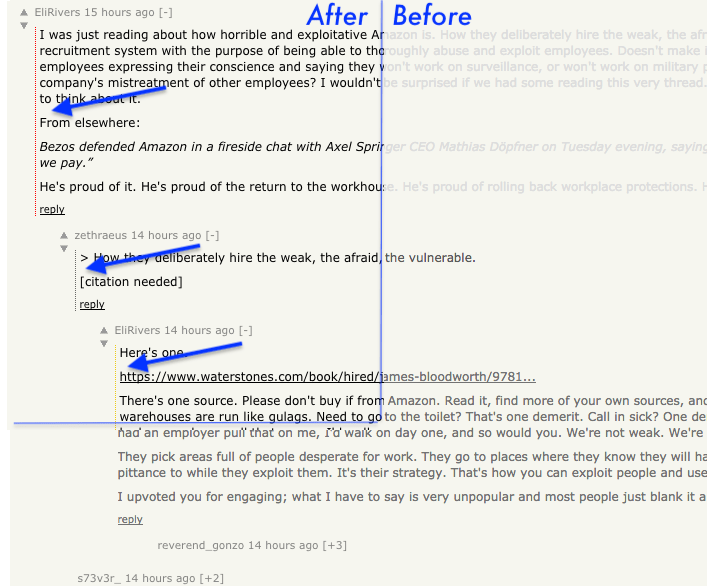 After Before
EliRivers 15 hours ago [-]
I was just reading about how horrible and exploitative Amazon is. How they deliberately hire the weak, the afr
recruitment system with the purpose of being able to thoroughly abuse and exploit employees. Doesn't make
employees expressing their conscience and saying they won't work on surveillance, or won't work on military p
company's mistreatment of other employees? I wouldn't be surprised if we had some reading this very thread.
to think about it.
From elsewhere:
Bezos defended Amazon in a fireside chat with Axel Springer CEO Mathias Döpfner on Tuesday evening, saying
we pay.”
He's proud of it. He's proud of the return to the workhouse. He's proud of rolling back workplace protections. H
reply
zethraeus 14 hours ago [-]
> How they deliberately hire the weak, the afraid, the vulnerable.
[citation needed]
reply
EliRivers 14 hours ago [-]
Here's one.
https://www.waterstones.com/book/hired/james-bloodworth/9781...
There's one source. Please don't buy if from Amazon. Read it, find more of your own sources, and
warehouses are run like gulags. Need to go to the toilet? That's one demerit. Call in sick? One de
had an employer pull that on me, I'd walk on day one, and so would you. We're not weak. We're
They pick areas full of people desperate for work. They go to places where they know they will ha
pittance to while they exploit them. It's their strategy. That's how you can exploit people and use
I upvoted you for engaging; what I have to say is very unpopular and most people just blank it a
reply
reverend_gonzo 14 hours ago [+3]
s73v3r_ 14 hours ago [+2]